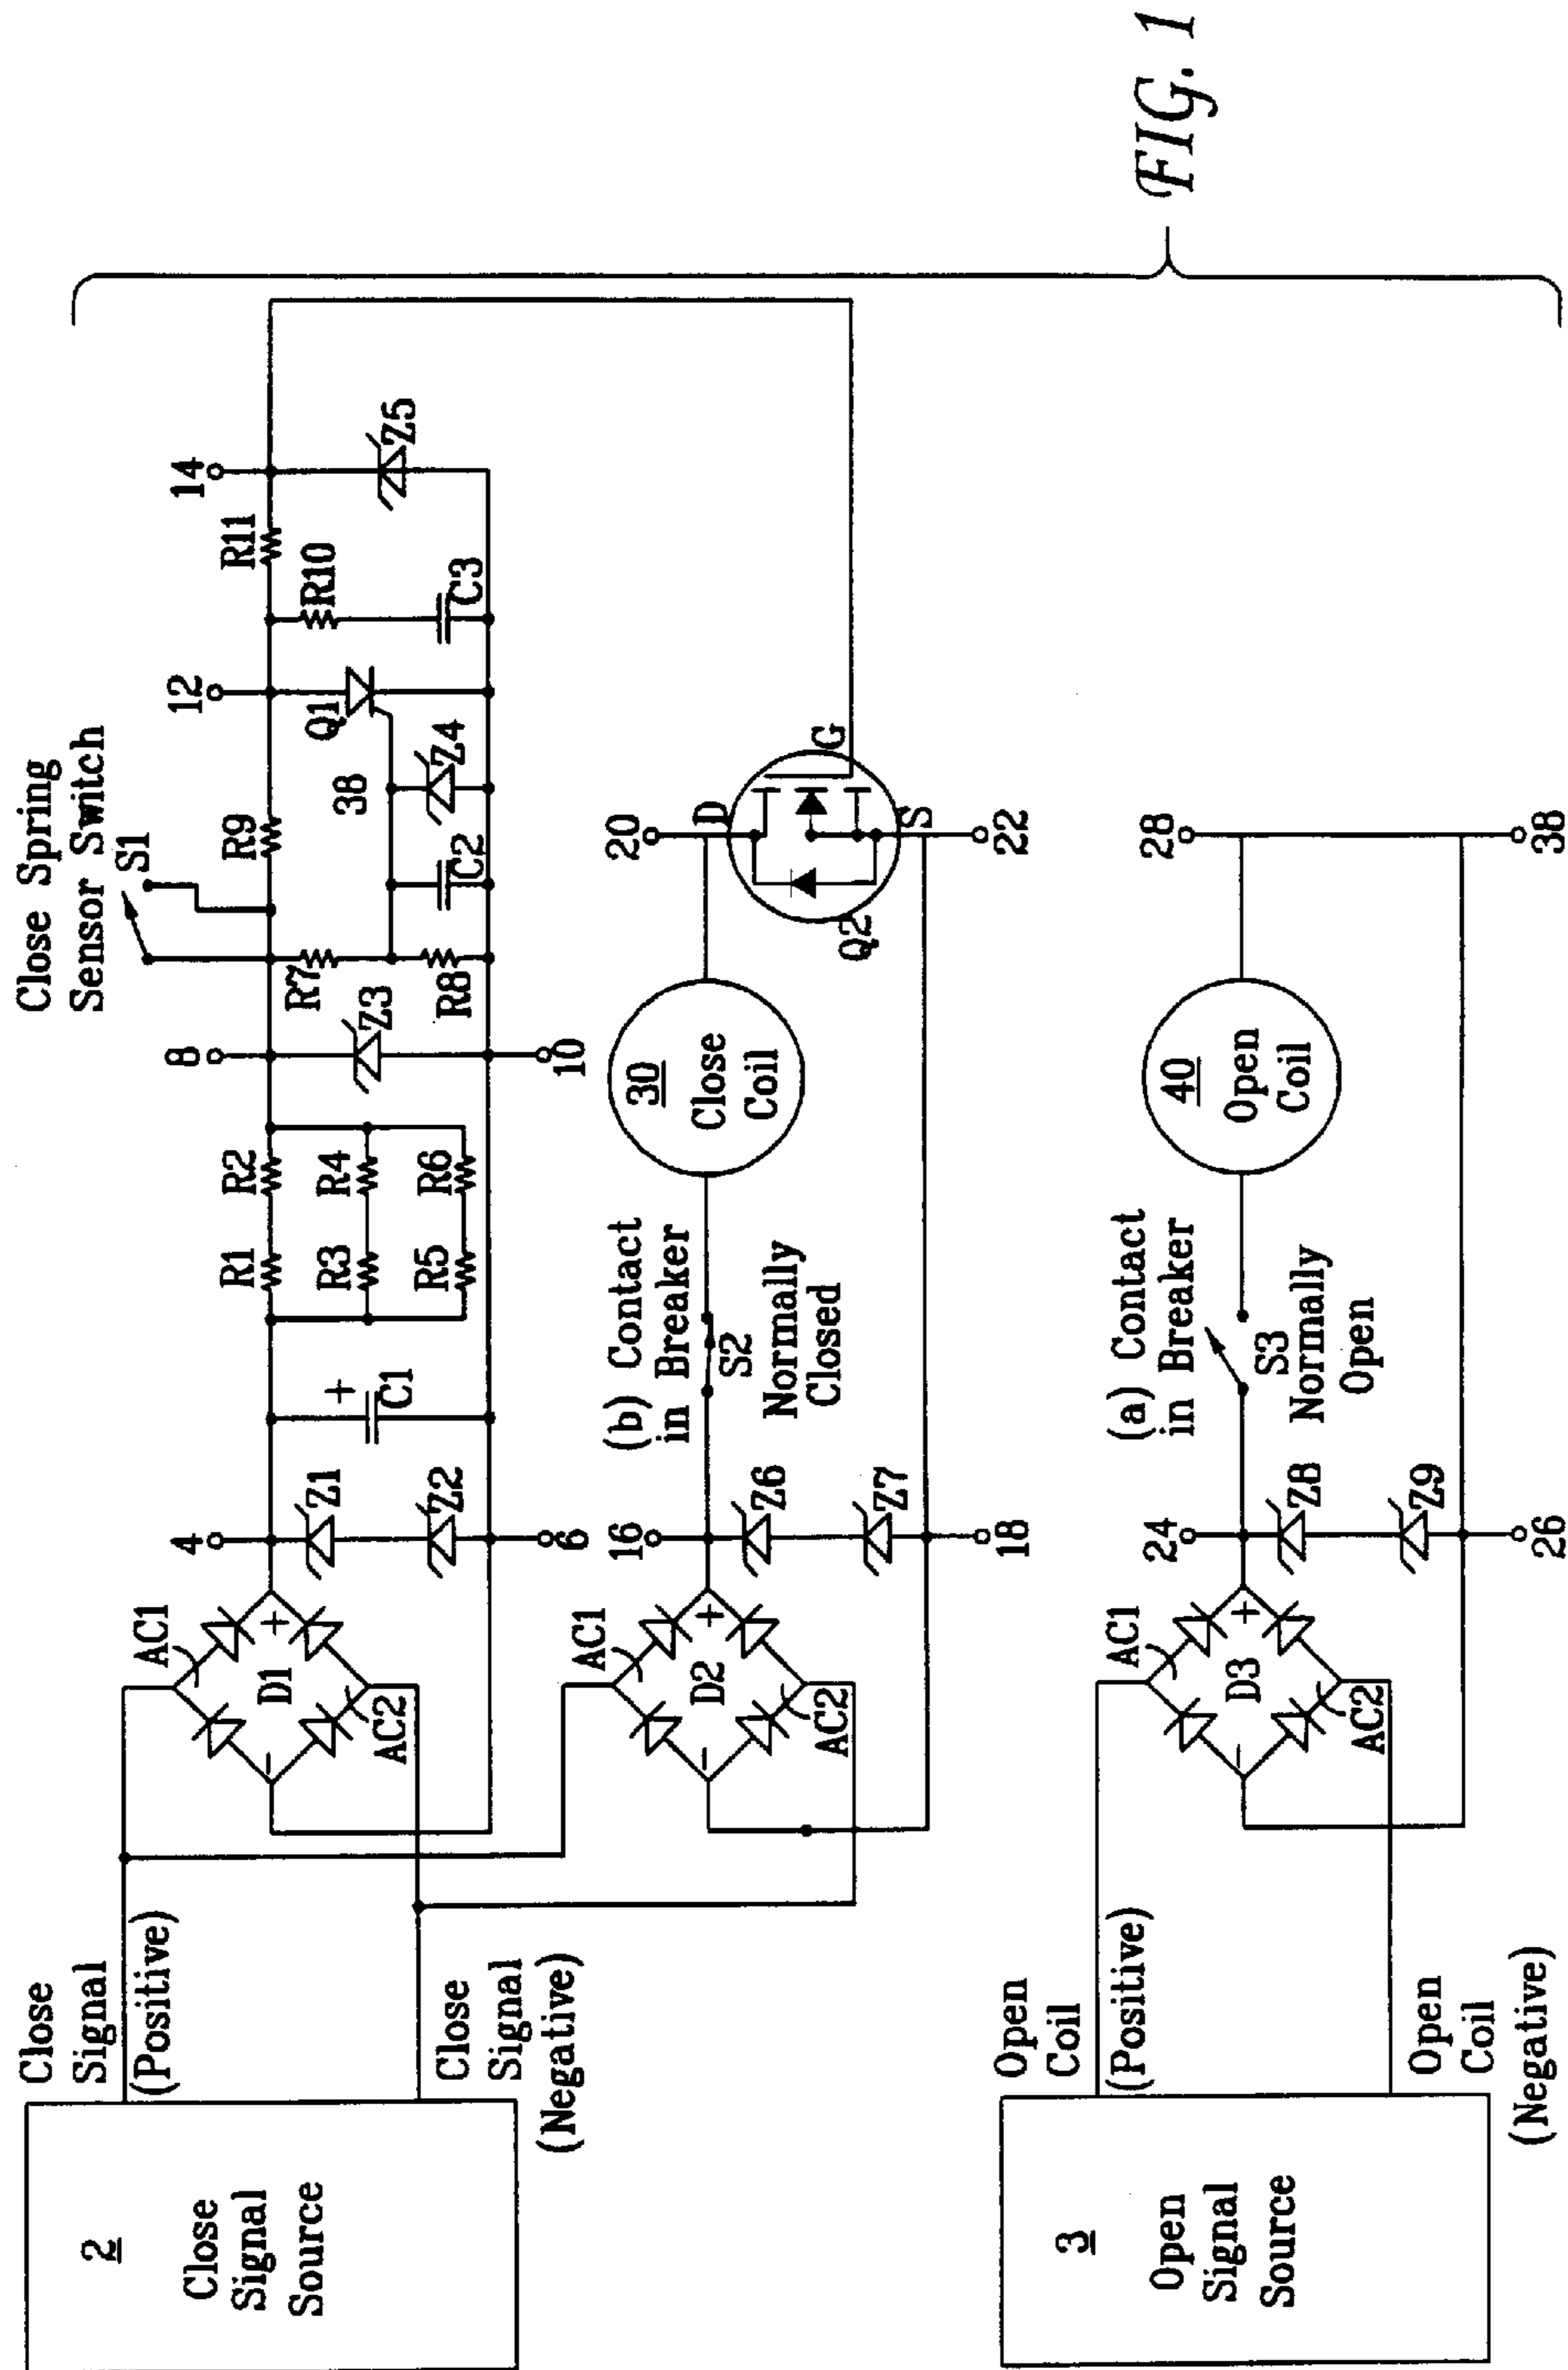 Close Spring
Sensor Switch
S1
4
8
12
14
AC1
D1
+
-
AC2
Z1
Z2
+
C1
R1
R2
R3
R4
R5
R6
Z3
R7
R8
R9
C2
38
Z4
Q1
R10
C3
R11
Z5
6
10
Close
Signal
(Positive)
2
Close
Signal
Source
Close
Signal
(Negative)
16
AC1
D2
+
-
AC2
Z6
Z7
18
(b) Contact
in Breaker
S2
Normally
Closed
30
Close
Coil
20
D
G
S
Q2
22
Open
Coil
(Positive)
3
Open
Signal
Source
Open
Coil
(Negative)
24
AC1
D3
+
-
AC2
Z8
Z9
26
(a) Contact
in Breaker
S3
Normally
Open
40
Open
Coil
28
38
FIG. 1